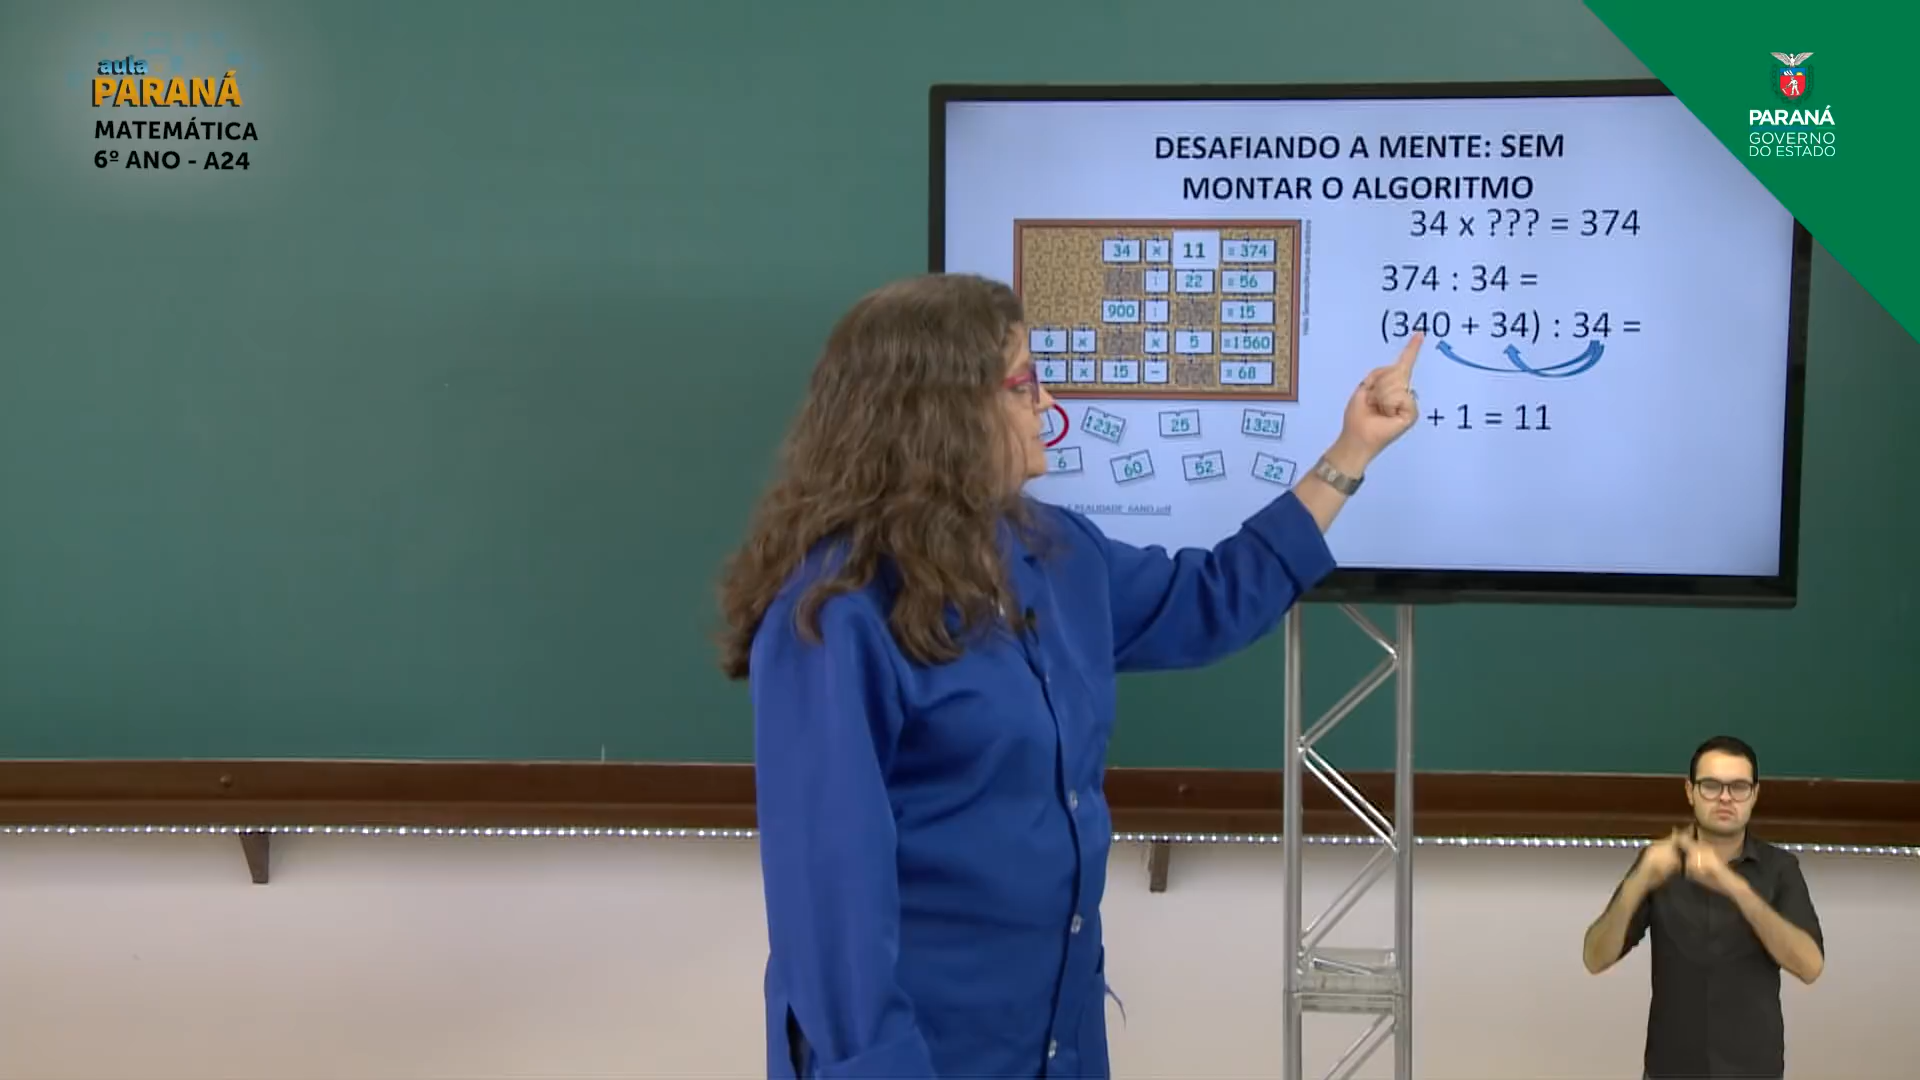 aula
PARANÁ
MATEMÁTICA
6º ANO - A24
PARANÁ
GOVERNO
DO ESTADO
DESAFIANDO A MENTE: SEM
MONTAR O ALGORITMO
34 x ??? = 374
374 : 34 =
(340 + 34) : 34 =
+ 1 = 11
34 x 11 = 374
: 22 = 56
900 : = 15
6 x x 5 =1560
6 x 15 - = 68
1232 25 1323
6 60 52 22
REALIDADE_6ANO.pdf